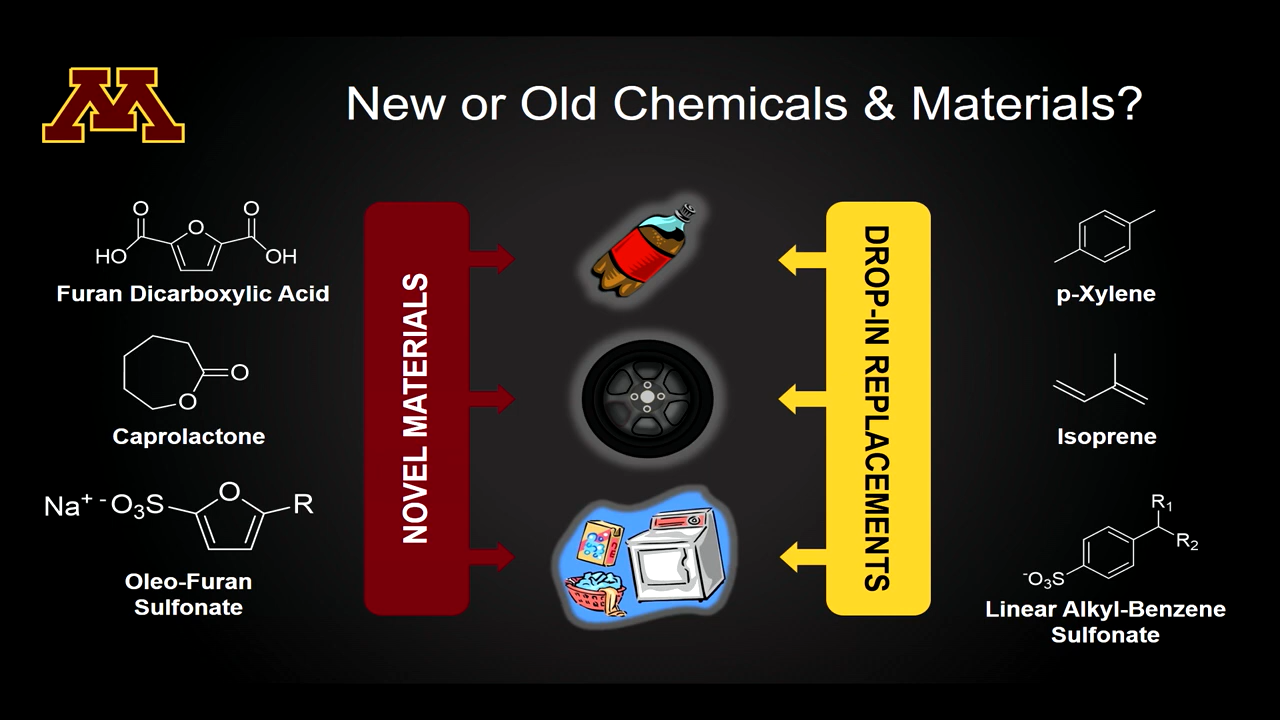 M
New or Old Chemicals & Materials?
O
O
O
HO
OH
Furan Dicarboxylic Acid
O
O
Caprolactone
Na⁺ ⁻O₃S
O
R
Oleo-Furan
Sulfonate
NOVEL MATERIALS
DROP-IN REPLACEMENTS
p-Xylene
Isoprene
R₁
R₂
⁻O₃S
Linear Alkyl-Benzene
Sulfonate